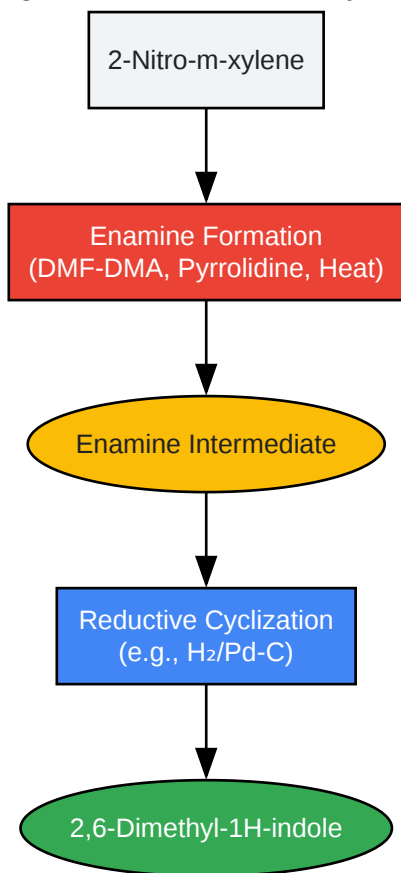 2-Nitro-m-xylene
Enamine Formation
(DMF-DMA, Pyrrolidine, Heat)
Enamine Intermediate
Reductive Cyclization
(e.g., H₂/Pd-C)
2,6-Dimethyl-1H-indole